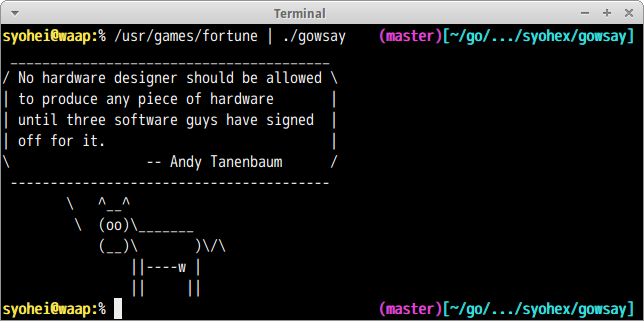 Terminal
syohei@waap:% /usr/games/fortune | ./gowsay    (master)[~/go/.../syohex/gowsay]
 ________________________________________
/ No hardware designer should be allowed \
| to produce any piece of hardware       |
| until three software guys have signed  |
| off for it.                            |
\                 -- Andy Tanenbaum      /
 ----------------------------------------
        \   ^__^
         \  (oo)\_______
            (__)\       )\/\
                ||----w |
                ||     ||
syohei@waap:%                                  (master)[~/go/.../syohex/gowsay]